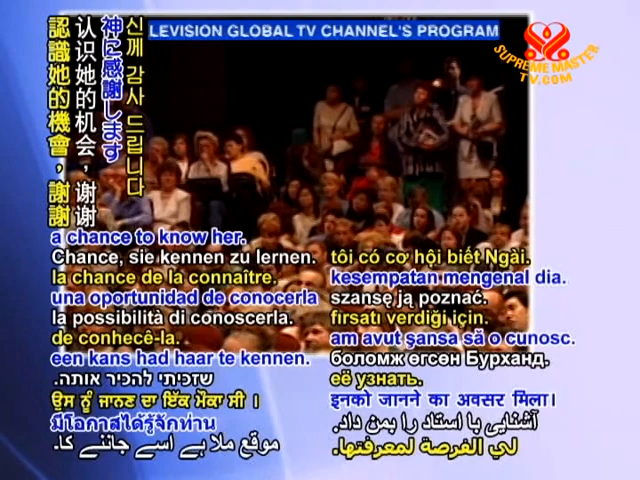 LEVISION GLOBAL TV CHANNEL'S PROGRAM
SUPREME MASTER
TV.COM
신께 감사 드립니다
神に感謝します
认识她的机会，谢谢
認識她的機會，謝謝
a chance to know her.
Chance, sie kennen zu lernen.
la chance de la connaître.
una oportunidad de conocerla
la possibilità di conoscerla.
de conhecê-la.
een kans had haar te kennen.
שזכיתי להכיר אותה.
ਉਸ ਨੂੰ ਜਾਨਣ ਦਾ ਇੱਕ ਮੌਕਾ ਸੀ ।
มีโอกาสได้รู้จักท่าน
موقع ملا ہے اسے جاننے کا۔
tôi có cơ hội biết Ngài.
kesempatan mengenal dia.
szansę ją poznać.
fırsatı verdiği için.
am avut şansa să o cunosc.
боломж өгсөн Бурханд.
её узнать.
इनको जानने का अवसर मिला।
آشنایی با استاد را بمن داد.
لي الفرصة لمعرفتها.